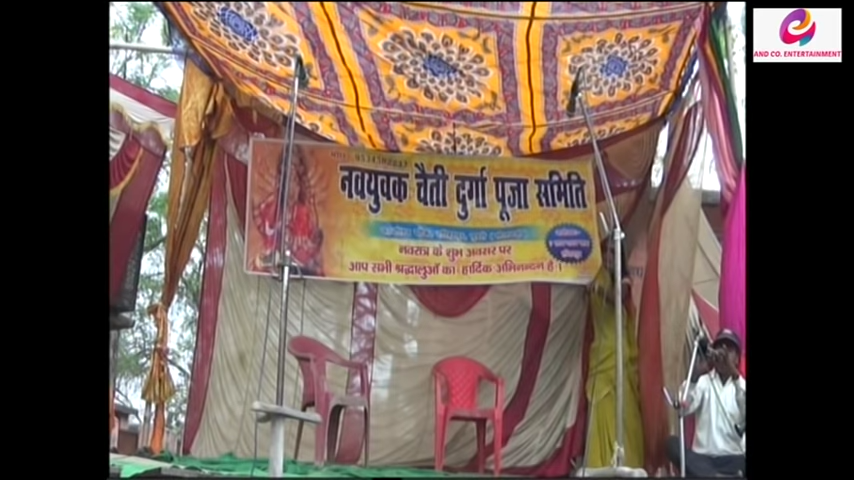 AND CO. ENTERTAINMENT
नवयुवक चैती दुर्गा पूजा समिति
नवरात्र के शुभ अवसर पर
आप सभी श्रद्धालुओं का हार्दिक अभिनन्दन है ।